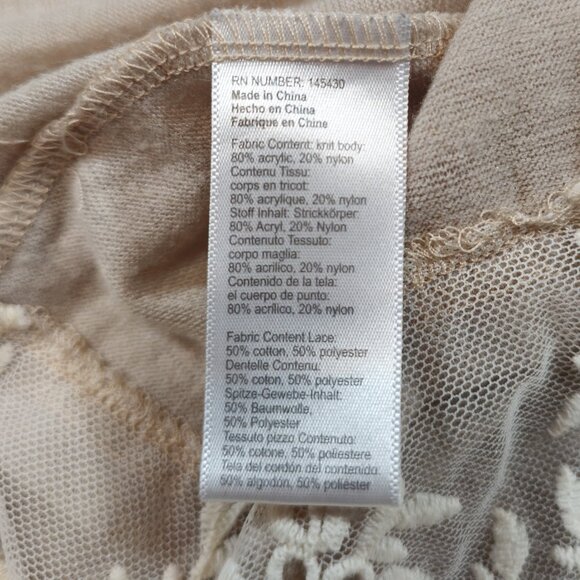 RN NUMBER: 145430
Made in China
Hecho en China
Fabrique en Chine
Fabric Content: knit body:
80% acrylic, 20% nylon
Contenu Tissu:
corps en tricot:
80% acrylique, 20% nylon
Stoff Inhalt: Strickkörper:
80% Acryl, 20% Nylon
Contenuto Tessuto:
corpo maglia:
80% acrilico, 20% nylon
Contenido de la tela:
el cuerpo de punto:
80% acrílico, 20% nylon
Fabric Content Lace:
50% cotton, 50% polyester
Dentelle Contenu:
50% coton, 50% polyester
Spitze-Gewebe-Inhalt:
50% Baumwolle,
50% Polyester
Tessuto pizzo Contenuto:
50% cotone, 50% poliestere
Tela del cordón del contenido:
50% algodón, 50% poliéster